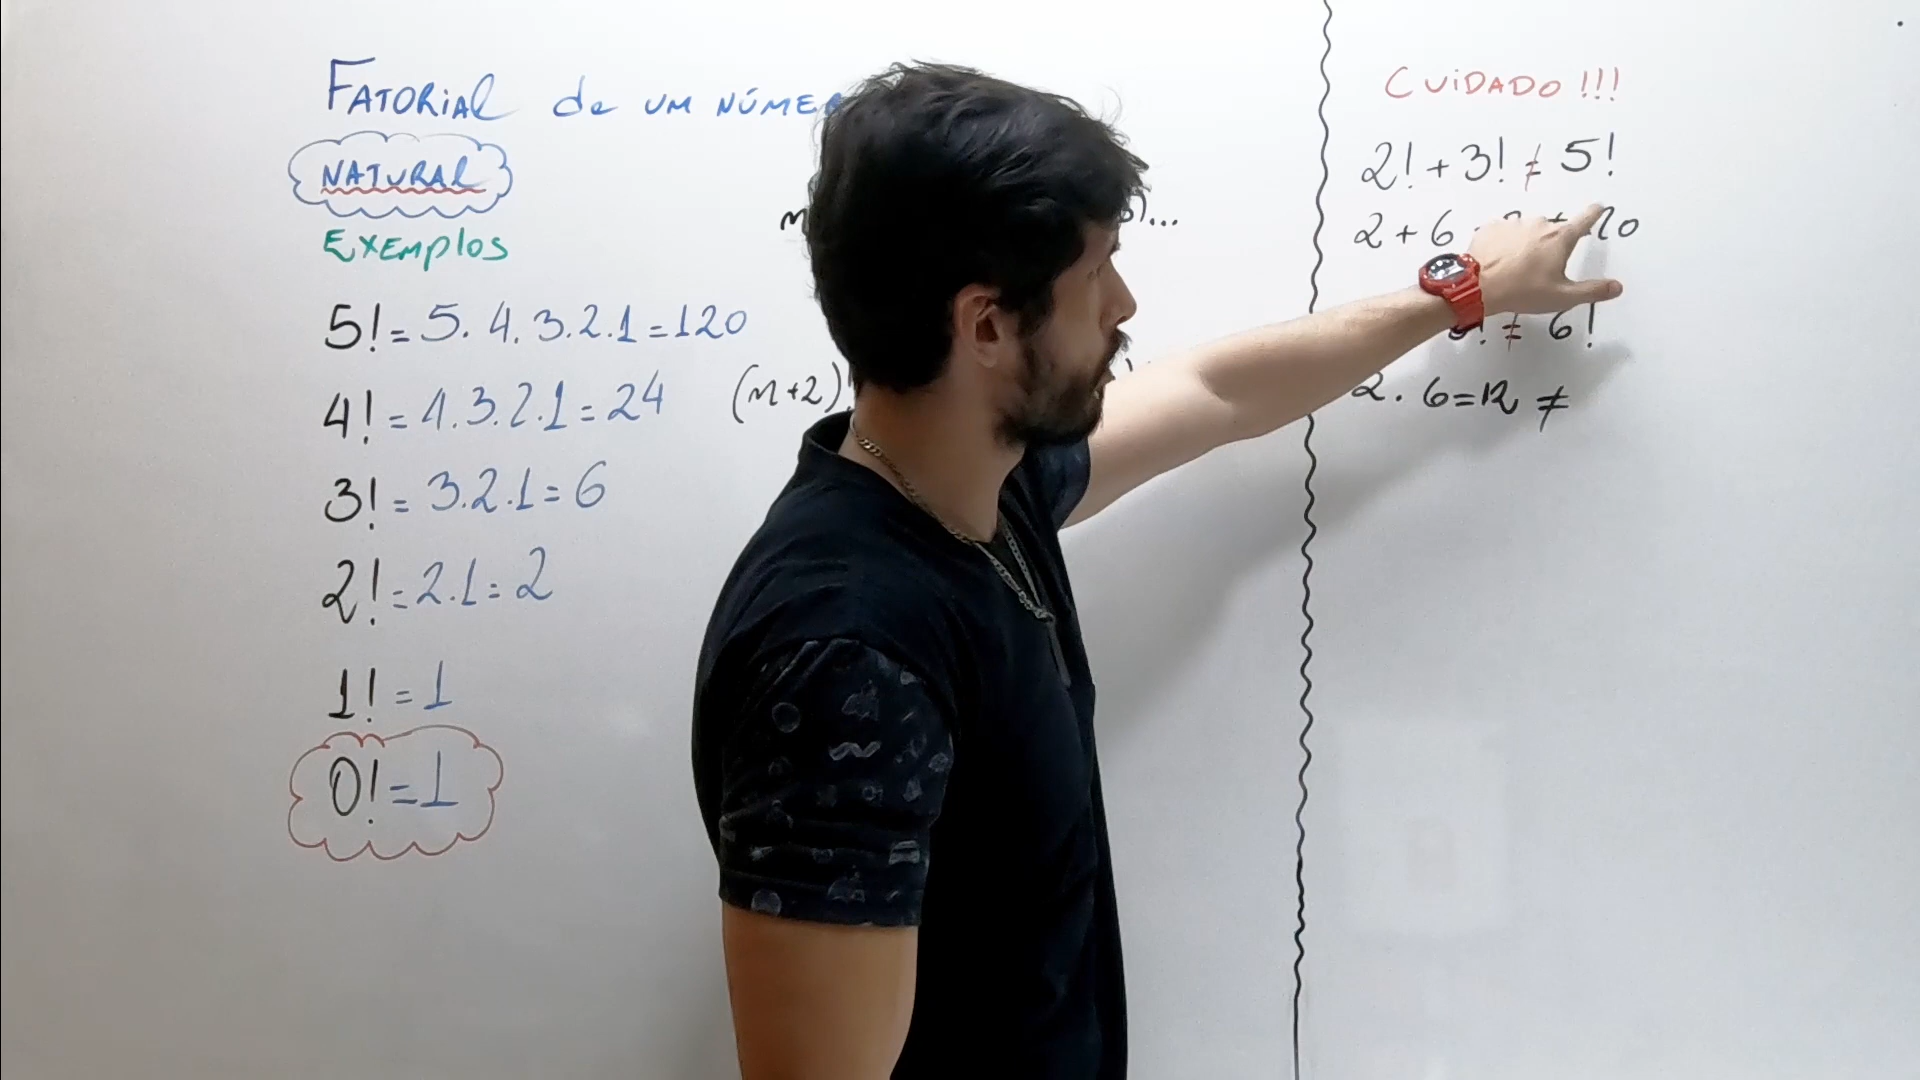 FATORIAL de UM NÚMER
NATURAL
EXEMPLOS
5! = 5. 4. 3. 2. 1 = 120
4! = 4. 3. 2. 1 = 24
3! = 3. 2. 1 = 6
2! = 2. 1 = 2
1! = 1
0! = 1
(n+2)!
CUIDADO!!!
2! + 3! ≠ 5!
2 + 6
! ≠ 6!
2 . 6 = 12 ≠